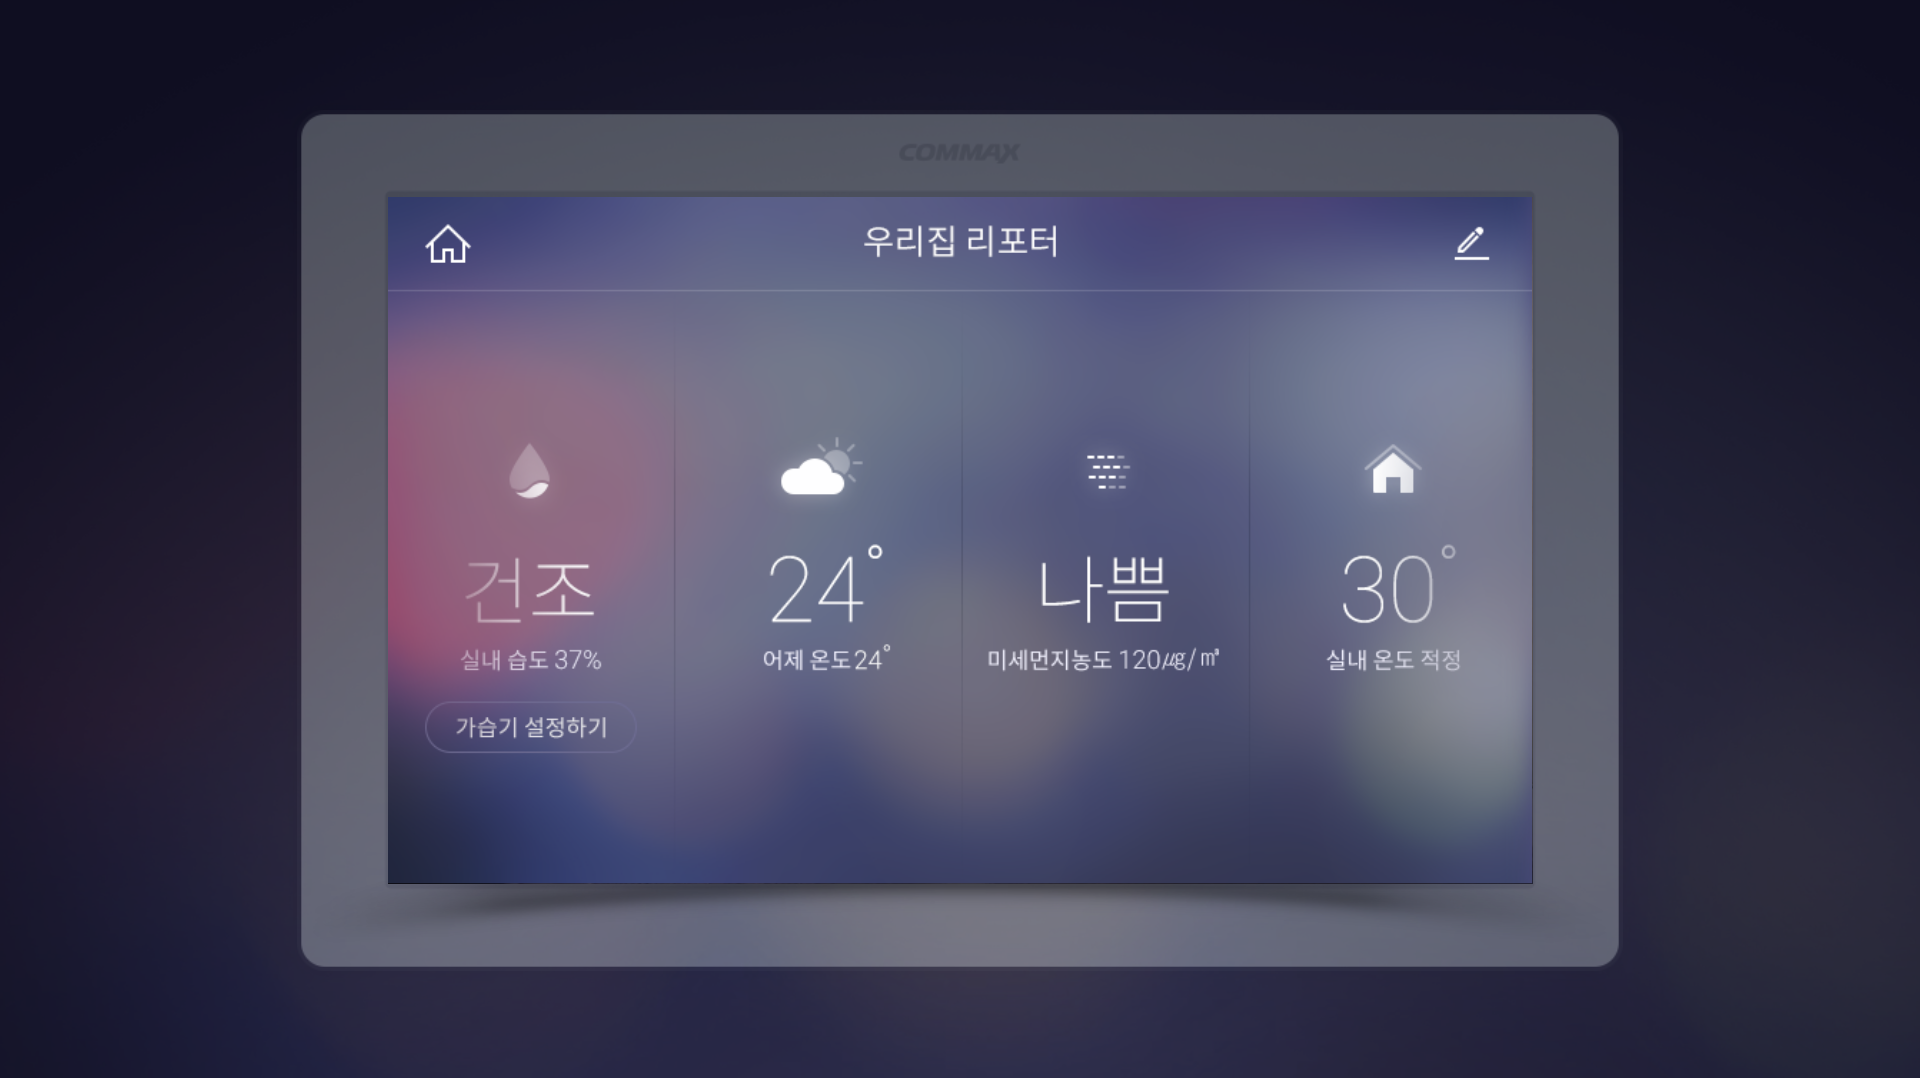 COMMAX
우리집 리포터
건조
실내 습도 37%
가습기 설정하기
24°
어제 온도 24°
나쁨
미세먼지농도 120㎍/㎥
30°
실내 온도 적정